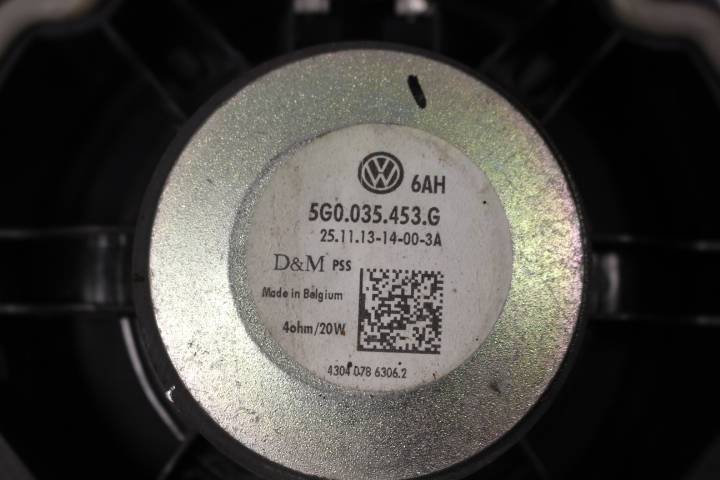 6AH
5G0.035.453.G
25.11.13-14-00-3A
D&M PSS
Made in Belgium
4ohm/20W
4304 078 6306.2